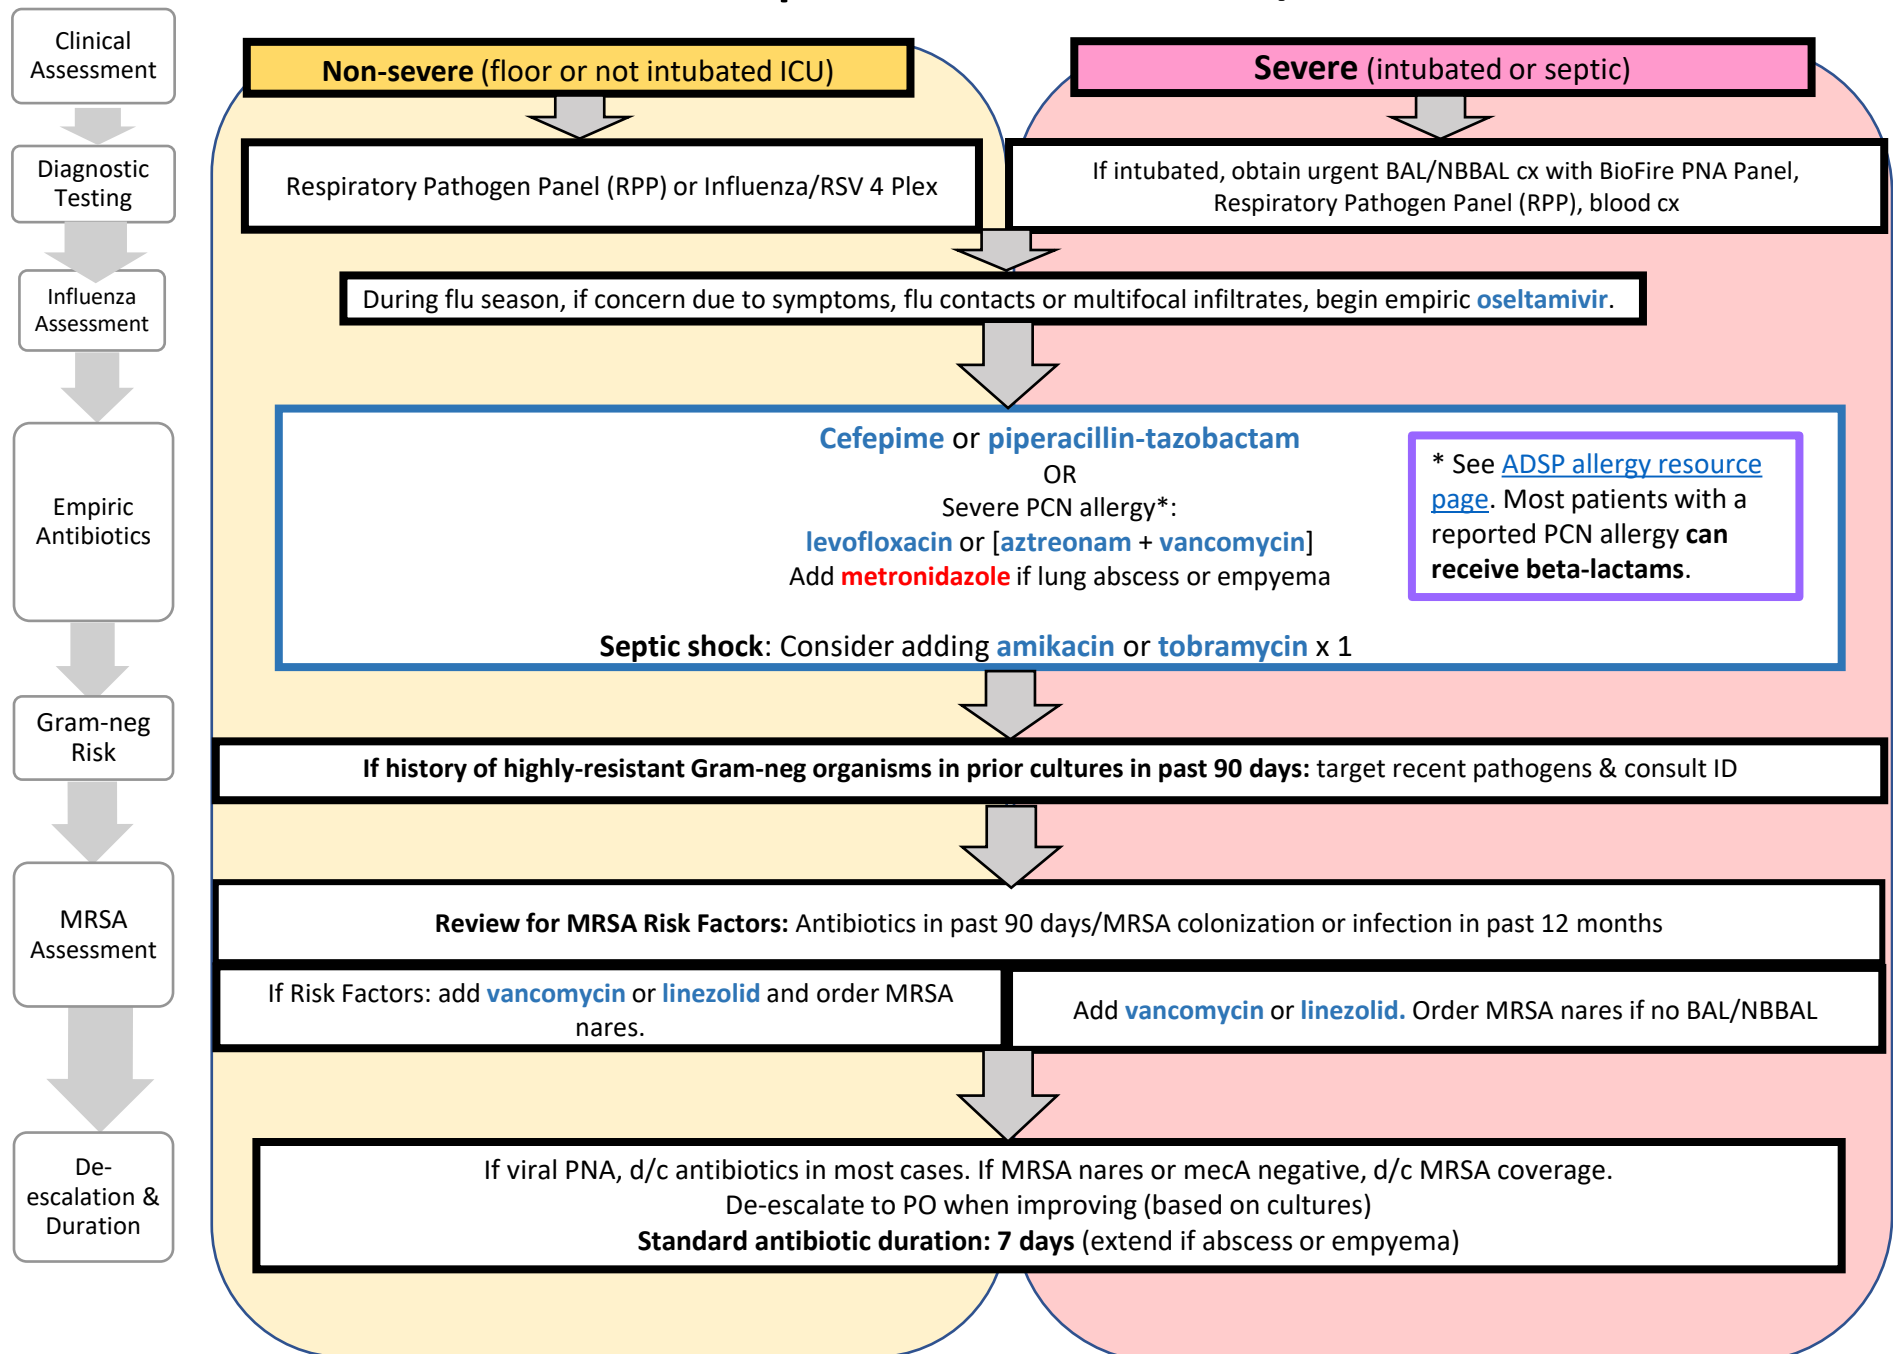 Clinical
Assessment
Non-severe (floor or not intubated ICU)
Severe (intubated or septic)
Diagnostic
Testing
Respiratory Pathogen Panel (RPP) or Influenza/RSV 4 Plex
If intubated, obtain urgent BAL/NBBAL cx with BioFire PNA Panel,
Respiratory Pathogen Panel (RPP), blood cx
Influenza
Assessment
During flu season, if concern due to symptoms, flu contacts or multifocal infiltrates, begin empiric oseltamivir.
Empiric
Antibiotics
Cefepime or piperacillin-tazobactam
OR
Severe PCN allergy*:
levofloxacin or [aztreonam + vancomycin]
Add metronidazole if lung abscess or empyema
Septic shock: Consider adding amikacin or tobramycin x 1
* See ADSP allergy resource
page. Most patients with a
reported PCN allergy can
receive beta-lactams.
Gram-neg
Risk
If history of highly-resistant Gram-neg organisms in prior cultures in past 90 days: target recent pathogens & consult ID
MRSA
Assessment
Review for MRSA Risk Factors: Antibiotics in past 90 days/MRSA colonization or infection in past 12 months
If Risk Factors: add vancomycin or linezolid and order MRSA
nares.
Add vancomycin or linezolid. Order MRSA nares if no BAL/NBBAL
De-
escalation &
Duration
If viral PNA, d/c antibiotics in most cases. If MRSA nares or mecA negative, d/c MRSA coverage.
De-escalate to PO when improving (based on cultures)
Standard antibiotic duration: 7 days (extend if abscess or empyema)